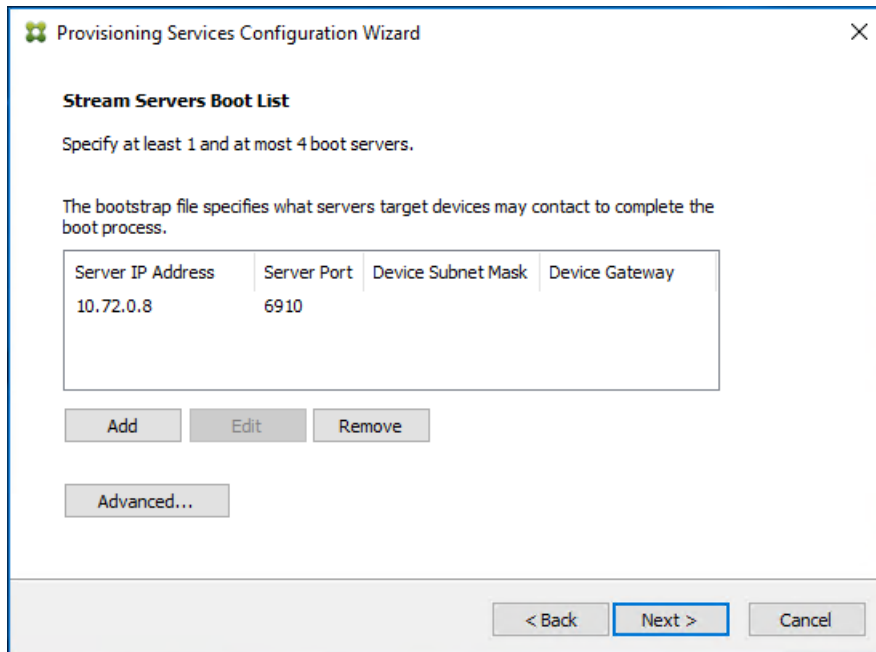 Provisioning Services Configuration Wizard
Stream Servers Boot List
Specify at least 1 and at most 4 boot servers.
The bootstrap file specifies what servers target devices may contact to complete the
boot process.
Server IP Address Server Port Device Subnet Mask Device Gateway
10.72.0.8 6910
Add Edit Remove
Advanced...
< Back Next > Cancel